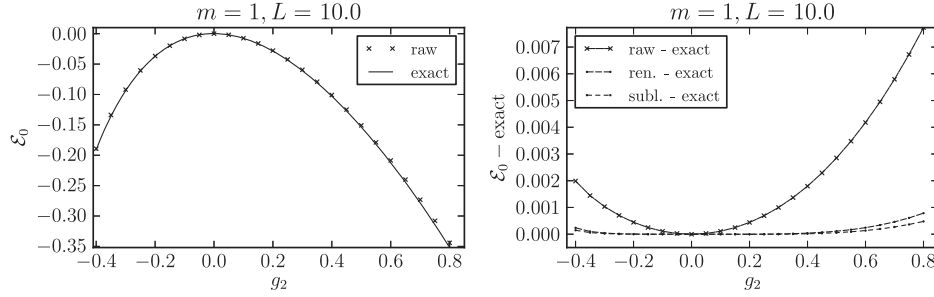 m = 1, L = 10.0
0.00
−0.05
−0.10
−0.15
−0.20
−0.25
−0.30
−0.35
ℰ₀
raw
exact
−0.4 −0.2 0.0 0.2 0.4 0.6 0.8
g₂
m = 1, L = 10.0
0.007
0.006
0.005
0.004
0.003
0.002
0.001
0.000
ℰ₀ − exact
raw - exact
ren. - exact
subl. - exact
−0.4 −0.2 0.0 0.2 0.4 0.6 0.8
g₂